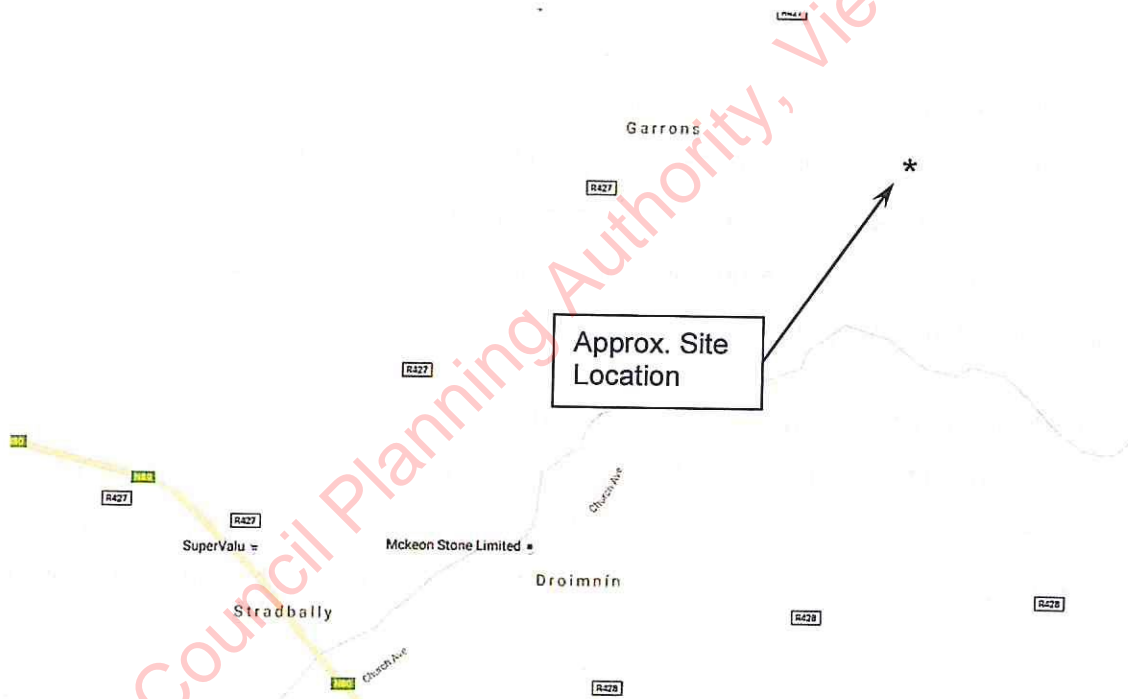 R427
Garrons
*
R427
Approx. Site
Location
R427
N80
N80
R427
R427
Church Ave
SuperValu
Mckeon Stone Limited
Droimnín
Stradbally
R428
R428
Church Ave
N80
R428
Council Planning Authority, Vie